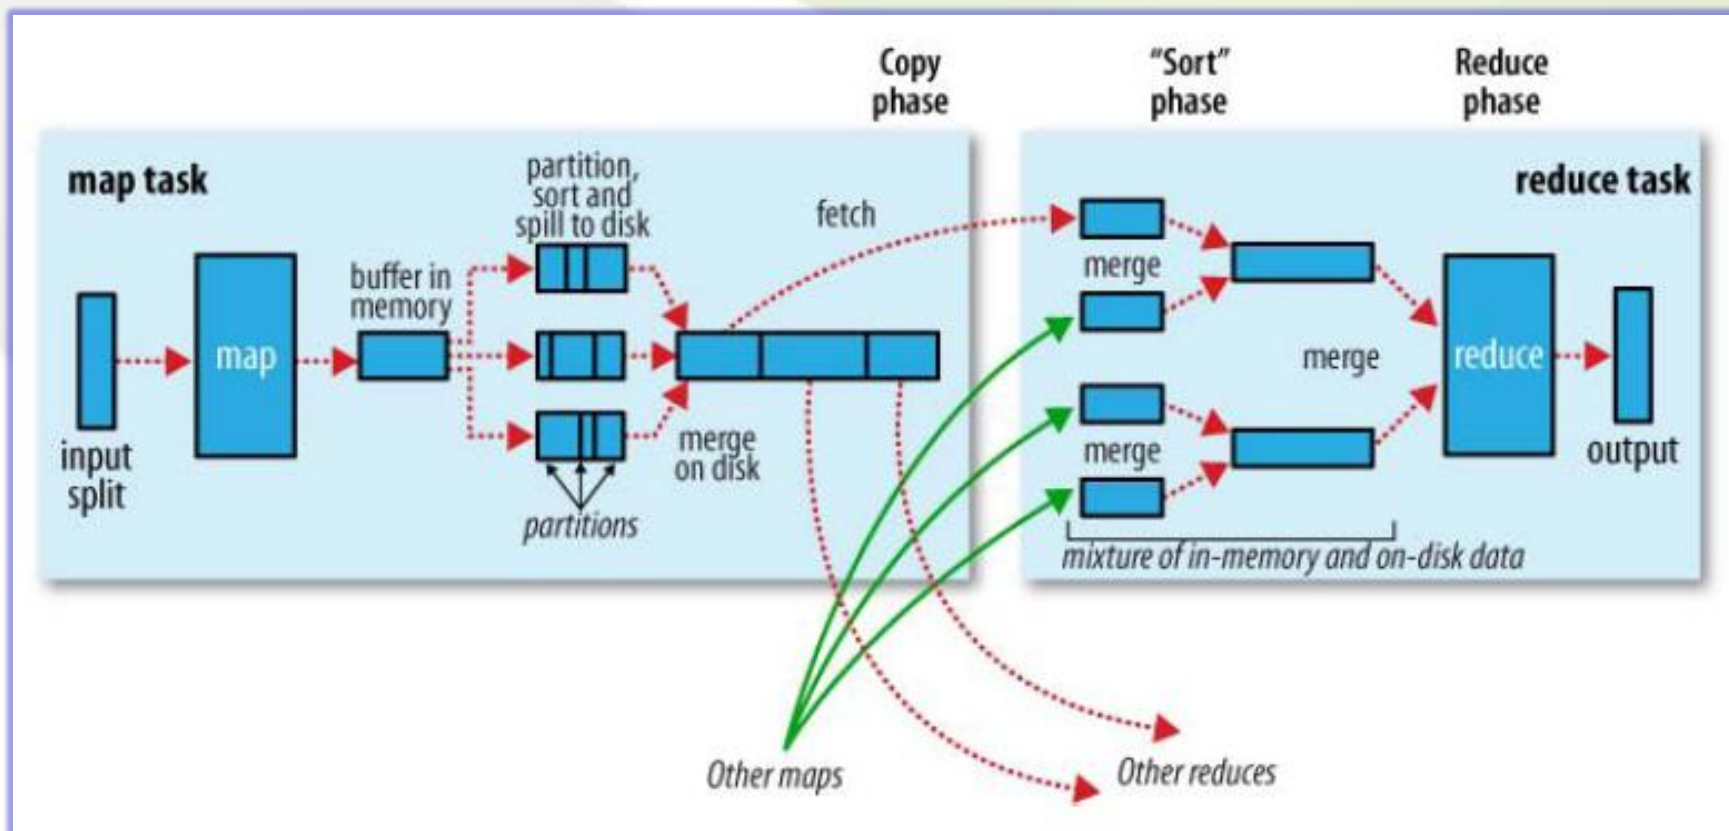 Copy
phase
“Sort”
phase
Reduce
phase
map task
partition,
sort and
spill to disk
fetch
reduce task
buffer in
memory
merge
map
merge
reduce
input
split
merge
on disk
merge
output
partitions
mixture of in-memory and on-disk data
Other maps
Other reduces